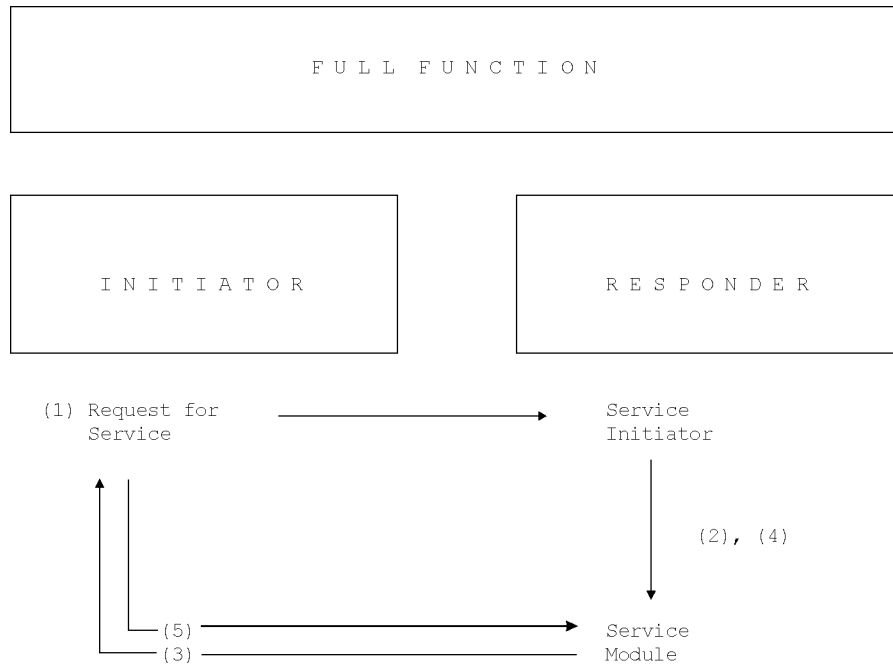 F U L L  F U N C T I O N
I N I T I A T O R
R E S P O N D E R
(1) Request for
Service
Service
Initiator
(2), (4)
(5)
(3)
Service
Module